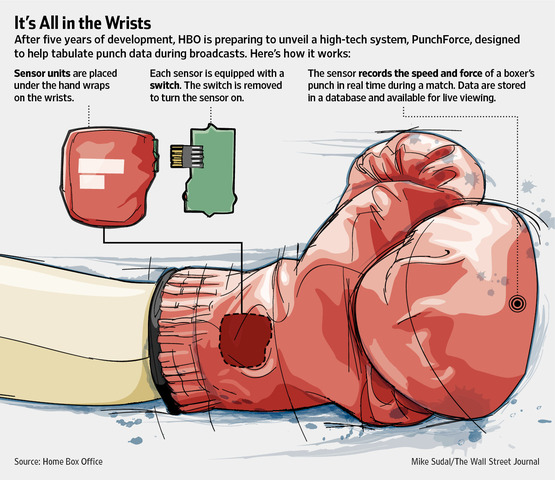 It's All in the Wrists
After five years of development, HBO is preparing to unveil a high-tech system, PunchForce, designed
to help tabulate punch data during broadcasts. Here's how it works:
Sensor units are placed
under the hand wraps
on the wrists.
Each sensor is equipped with a
switch. The switch is removed
to turn the sensor on.
The sensor records the speed and force of a boxer's
punch in real time during a match. Data are stored
in a database and available for live viewing.
Source: Home Box Office
Mike Sudal/The Wall Street Journal